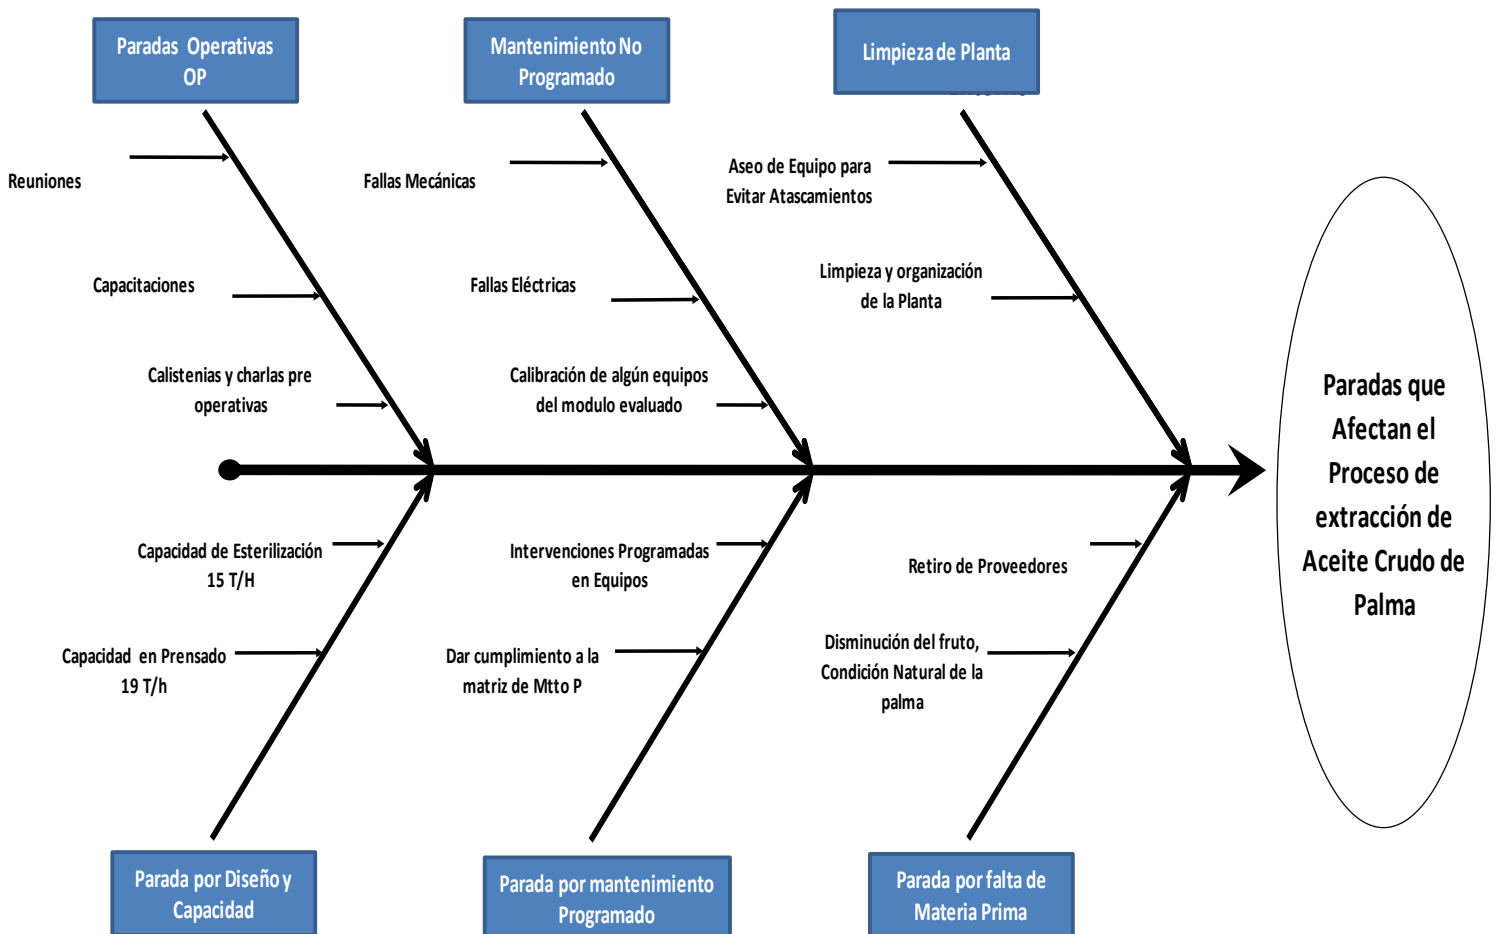 Paradas Operativas
OP
Mantenimiento No
Programado
Limpieza de Planta
Reuniones
Capacitaciones
Calistenias y charlas pre
operativas
Fallas Mecánicas
Fallas Eléctricas
Calibración de algún equipos
del modulo evaluado
Aseo de Equipo para
Evitar Atascamientos
Limpieza y organización
de la Planta
Paradas que
Afectan el
Proceso de
extracción de
Aceite Crudo de
Palma
Capacidad de Esterilización
15 T/H
Capacidad en Prensado
19 T/h
Intervenciones Programadas
en Equipos
Dar cumplimiento a la
matriz de Mtto P
Retiro de Proveedores
Disminución del fruto,
Condición Natural de la
palma
Parada por Diseño y
Capacidad
Parada por mantenimiento
Programado
Parada por falta de
Materia Prima